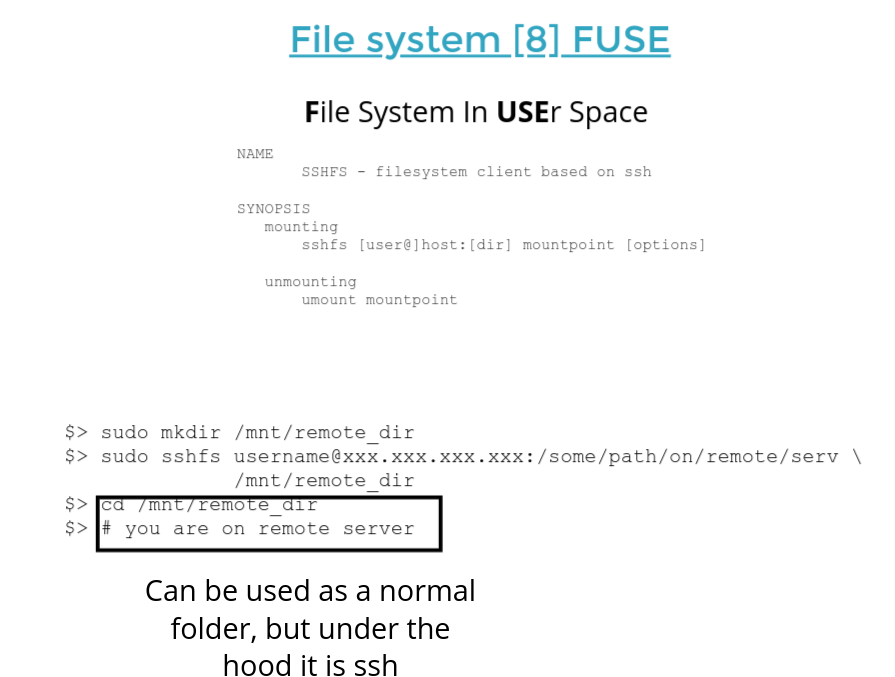 File system [8] FUSE
File System In USEr Space
NAME
SSHFS - filesystem client based on ssh
SYNOPSIS
mounting
sshfs [user@]host:[dir] mountpoint [options]
unmounting
umount mountpoint
$> sudo mkdir /mnt/remote_dir
$> sudo sshfs username@xxx.xxx.xxx.xxx:/some/path/on/remote/serv \
/mnt/remote_dir
$> cd /mnt/remote_dir
$> # you are on remote server
Can be used as a normal
folder, but under the
hood it is ssh